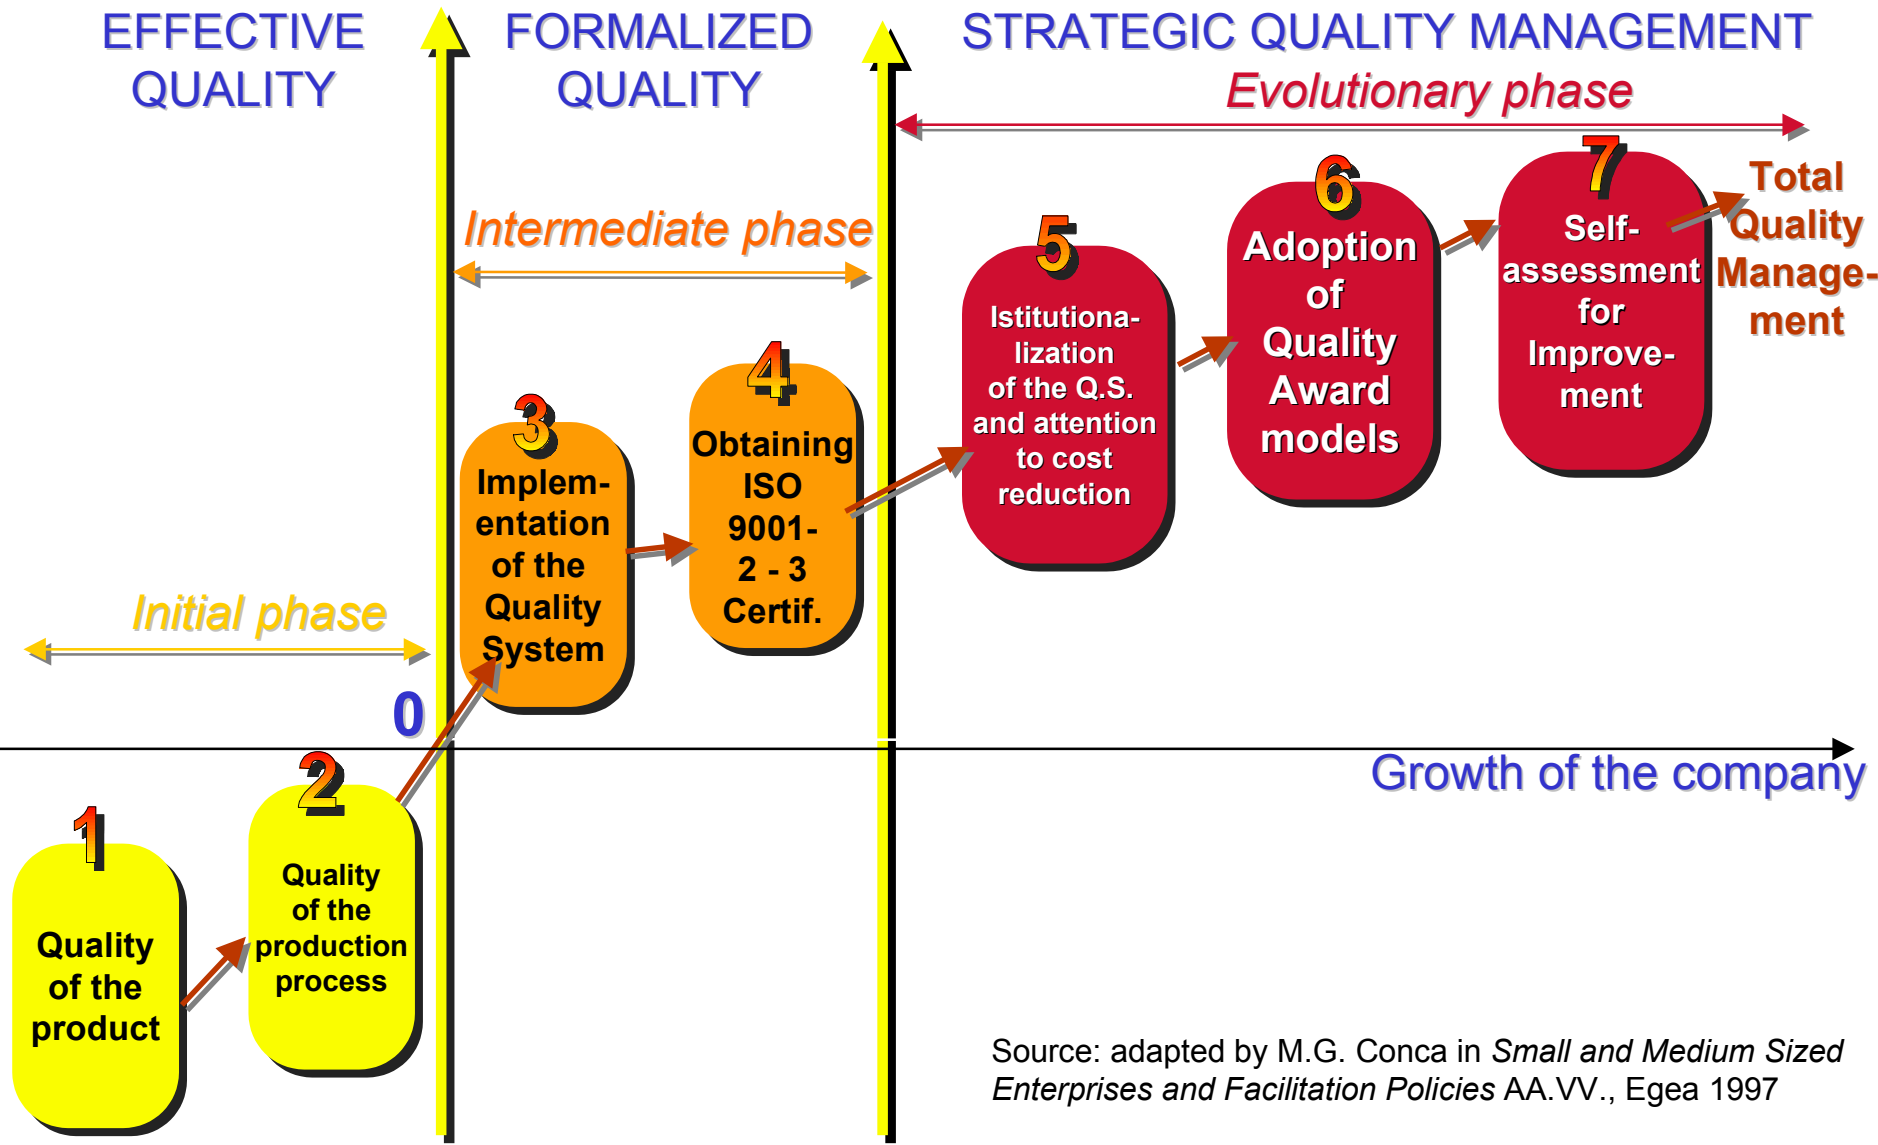 EFFECTIVE
QUALITY
FORMALIZED
QUALITY
STRATEGIC QUALITY MANAGEMENT
Evolutionary phase
Intermediate phase
Initial phase
0
1
Quality
of the
product
2
Quality
of the
production
process
3
Implem-
entation
of the
Quality
System
4
Obtaining
ISO
9001-
2 - 3
Certif.
5
Istitutiona-
lization
of the Q.S.
and attention
to cost
reduction
6
Adoption
of
Quality
Award
models
7
Self-
assessment
for
Improve-
ment
Total
Quality
Manage-
ment
Growth of the company
Source: adapted by M.G. Conca in Small and Medium Sized
Enterprises and Facilitation Policies AA.VV., Egea 1997